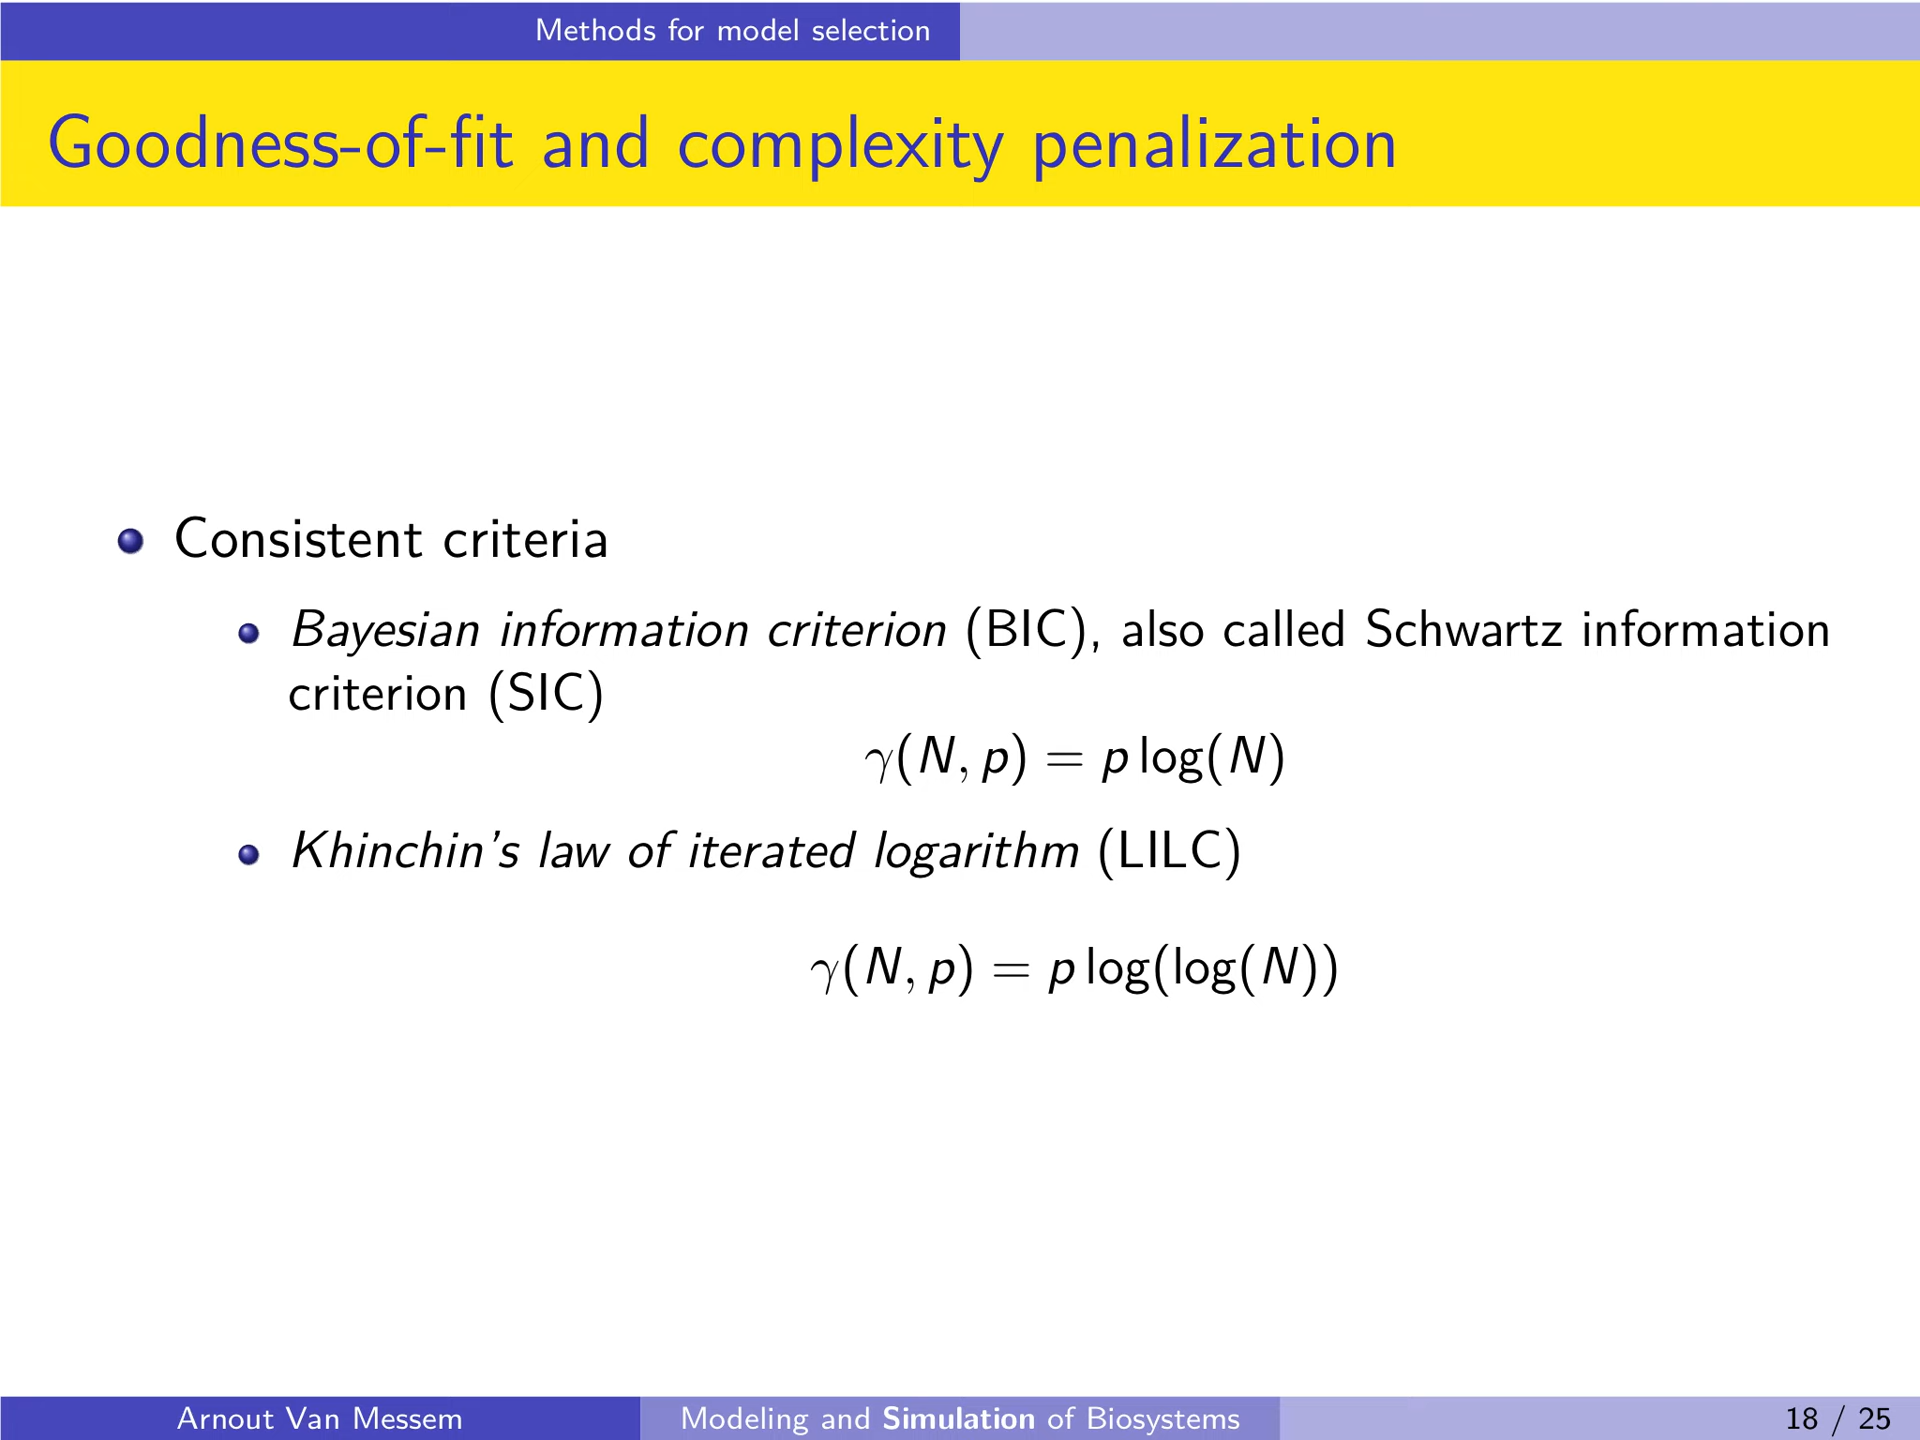 Methods for model selection
Goodness-of-fit and complexity penalization
Consistent criteria
Bayesian information criterion (BIC), also called Schwartz information
criterion (SIC)
γ(N, p) = p log(N)
Khinchin's law of iterated logarithm (LILC)
γ(N, p) = p log(log(N))
Arnout Van Messem
Modeling and Simulation of Biosystems
18 / 25